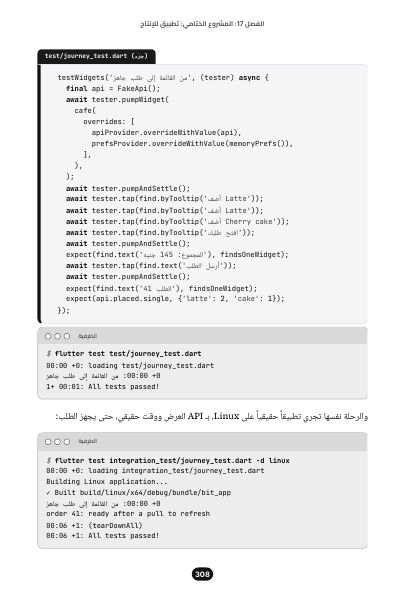 الفصل 17: المشروع الختامي: تطبيق للإنتاج
test/journey_test.dart (جزء)
testWidgets('من القائمة إلى طلب جاهز', (tester) async {
final api = FakeApi();
await tester.pumpWidget(
cafe(
overrides: [
apiProvider.overrideWithValue(api),
prefsProvider.overrideWithValue(memoryPrefs()),
],
),
);
await tester.pumpAndSettle();
await tester.tap(find.byTooltip('أضف Latte'));
await tester.tap(find.byTooltip('أضف Latte'));
await tester.tap(find.byTooltip('أضف Cherry cake'));
await tester.tap(find.byTooltip('افتح طلبك'));
await tester.pumpAndSettle();
expect(find.text('المجموع: 145 جنيه'), findsOneWidget);
await tester.tap(find.text('أرسل الطلب'));
await tester.pumpAndSettle();
expect(find.text('الطلب 41'), findsOneWidget);
expect(api.placed.single, {'latte': 2, 'cake': 1});
});
الطرفية
$ flutter test test/journey_test.dart
00:00 +0: loading test/journey_test.dart
00:00 +0: من القائمة إلى طلب جاهز
00:01 +1: All tests passed!
والرحلة نفسها تجري تطبيقاً حقيقياً على Linux، بـ API العرض ووقت حقيقي، حتى يجهز الطلب:
الطرفية
$ flutter test integration_test/journey_test.dart -d linux
00:00 +0: loading integration_test/journey_test.dart
Building Linux application...
✓ Built build/linux/x64/debug/bundle/bit_app
00:00 +0: من القائمة إلى طلب جاهز
order 41: ready after a pull to refresh
00:06 +1: (tearDownAll)
00:06 +1: All tests passed!
308